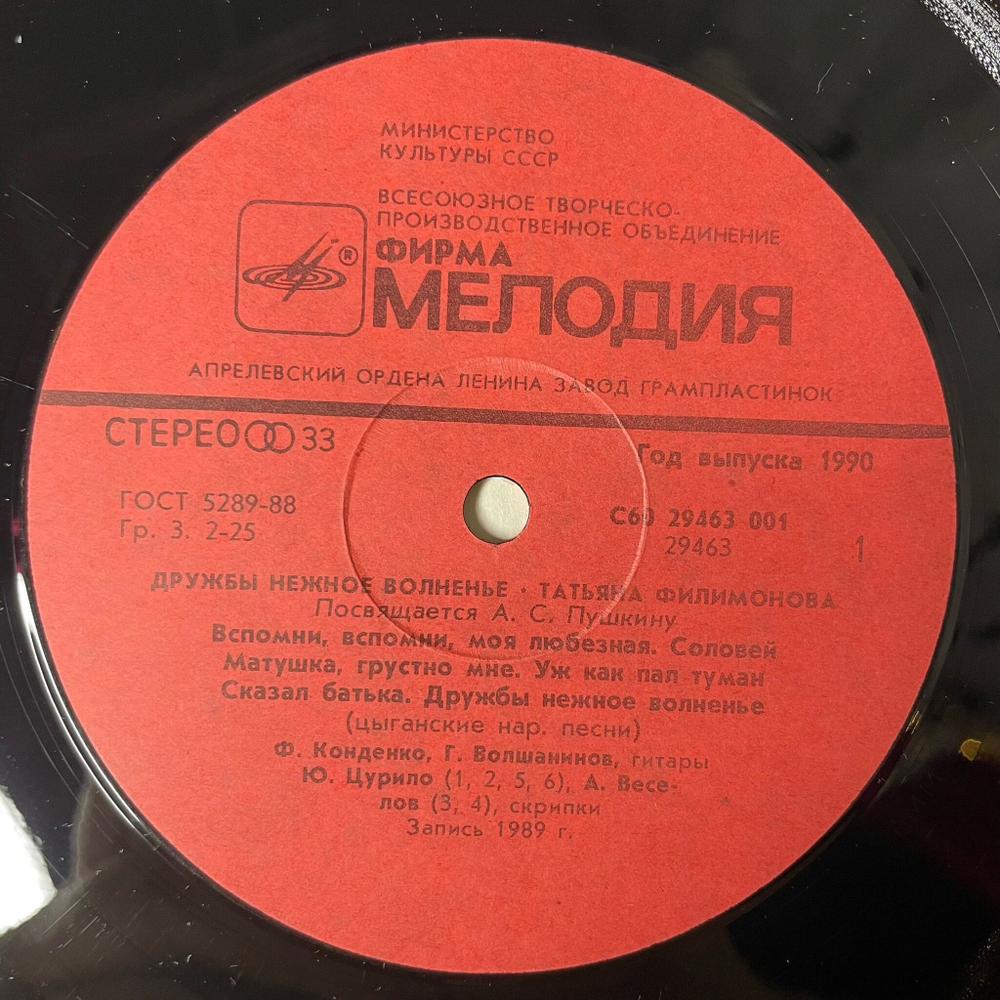 МИНИСТЕРСТВО
КУЛЬТУРЫ СССР
ВСЕСОЮЗНОЕ ТВОРЧЕСКО-
ПРОИЗВОДСТВЕННОЕ ОБЪЕДИНЕНИЕ
®
ФИРМА
МЕЛОДИЯ
АПРЕЛЕВСКИЙ ОРДЕНА ЛЕНИНА ЗАВОД ГРАМПЛАСТИНОК
СТЕРЕО 33
Год выпуска 1990
ГОСТ 5289-88
Гр. 3. 2-25
С60 29463 001
29463
1
ДРУЖБЫ НЕЖНОЕ ВОЛНЕНЬЕ · ТАТЬЯНА ФИЛИМОНОВА
Посвящается А. С. Пушкину
Вспомни, вспомни, моя любезная. Соловей
Матушка, грустно мне. Уж как пал туман
Сказал батька. Дружбы нежное волненье
(цыганские нар. песни)
Ф. Конденко, Г. Волшанинов, гитары
Ю. Цурило (1, 2, 5, 6), А. Весе-
лов (3, 4), скрипки
Запись 1989 г.